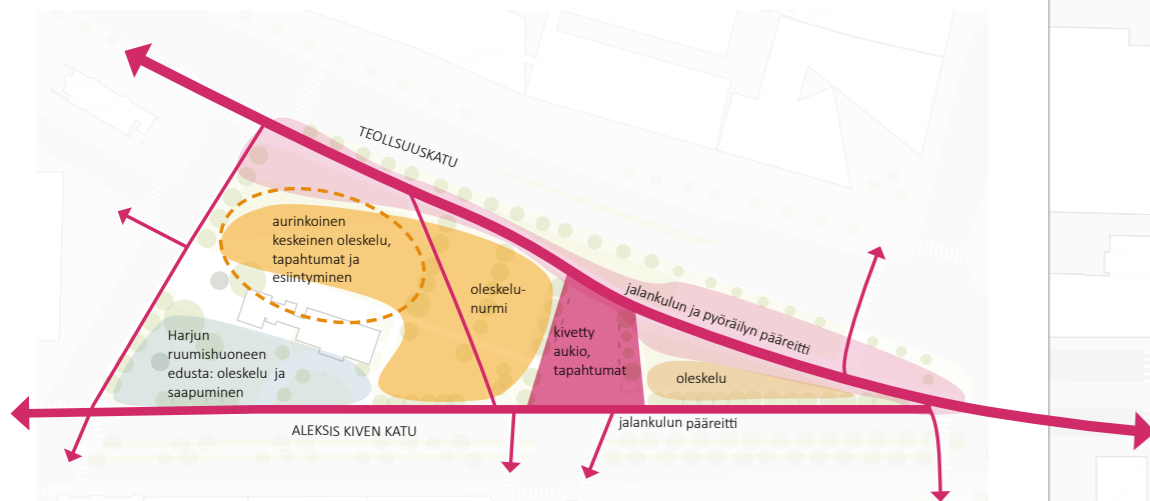 TEOLLSUUSKATU
aurinkoinen
keskeinen oleskelu,
tapahtumat ja
esiintyminen
oleskelu-
nurmi
jalankulun ja pyöräilyn pääreitti
kivetty
aukio,
tapahtumat
Harjun
ruumishuoneen
edusta: oleskelu ja
saapuminen
oleskelu
ALEKSIS KIVEN KATU
jalankulun pääreitti